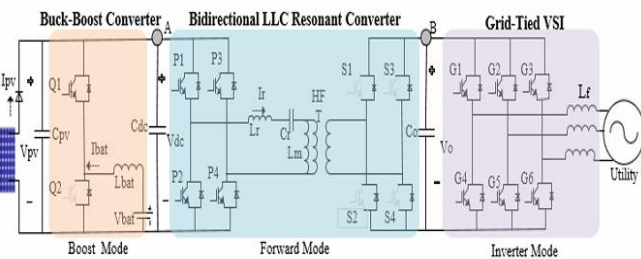 Buck-Boost Converter
Bidirectional LLC Resonant Converter
Grid-Tied VSI
A
B
Ipv
Q1
P1
P3
S1
S3
G1
G2
G3
Ir
HF
T
Lf
Cpv
Vpv
Ibat
Cdc
Vdc
Lr
Cr
Lm
Co
Vo
Q2
Lbat
Vbat
P2
P4
S2
S4
G4
G5
G6
Utility
Boost Mode
Forward Mode
Inverter Mode